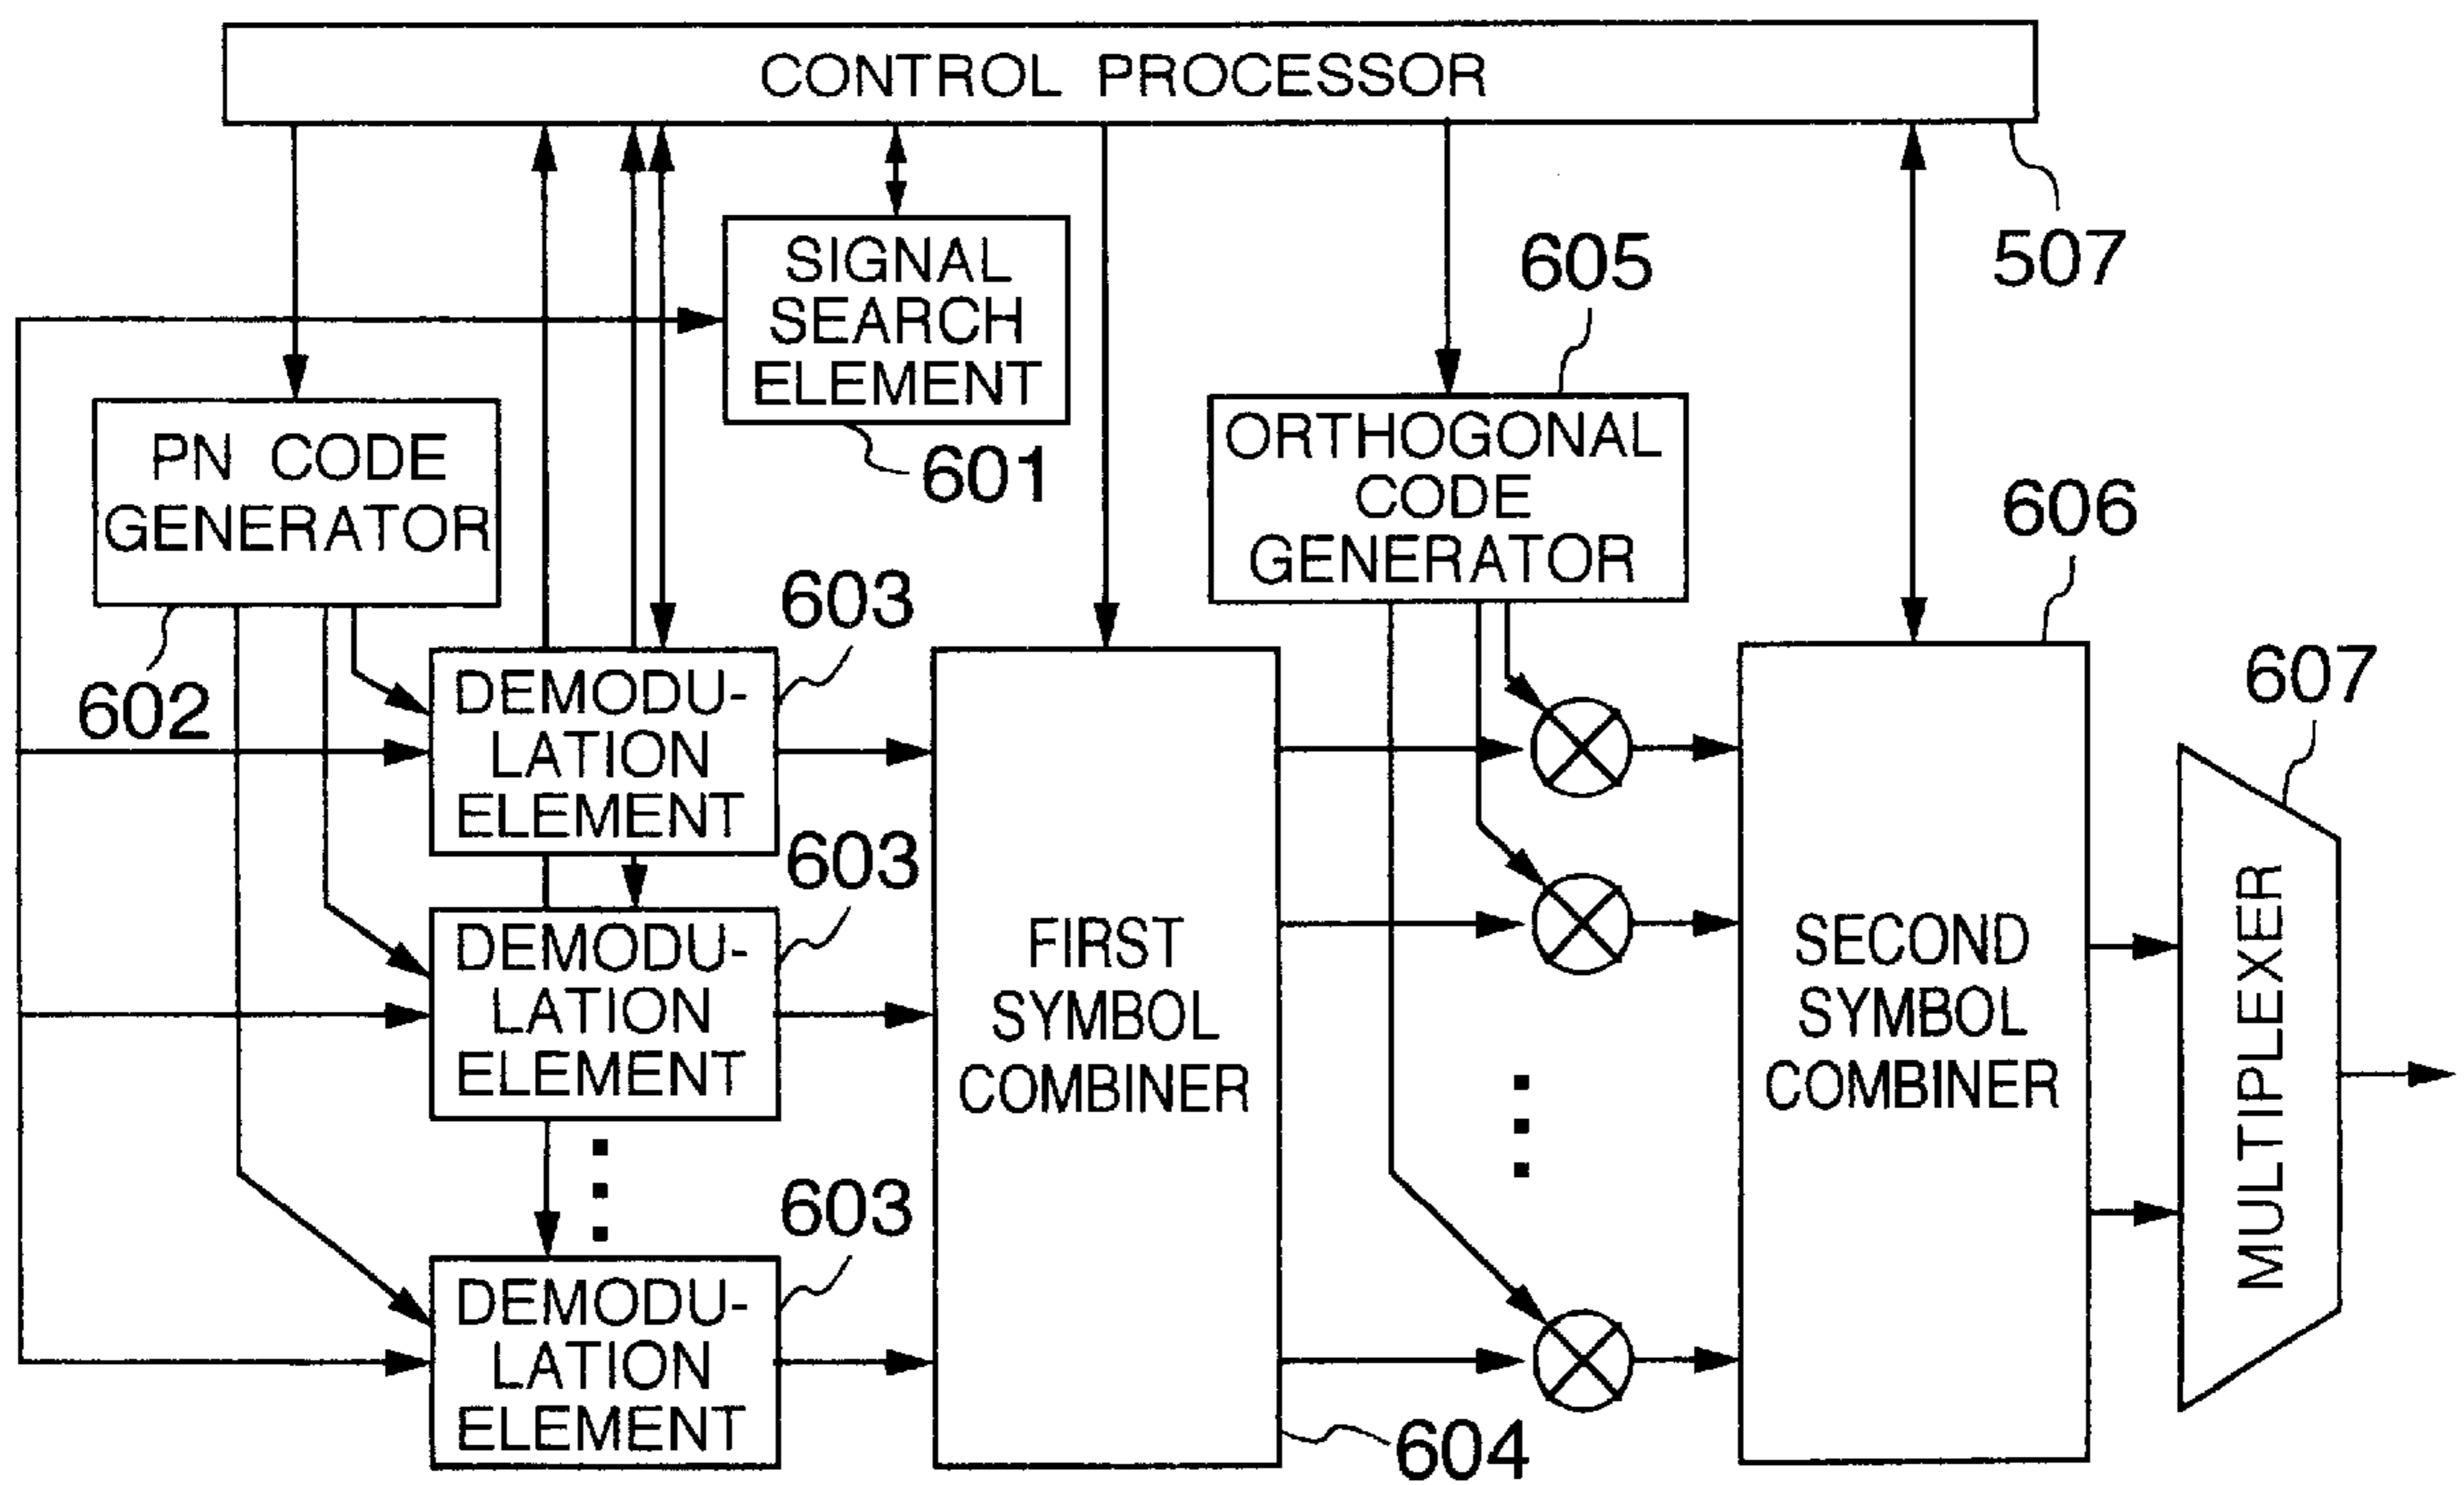 CONTROL PROCESSOR
507
SIGNAL
SEARCH
ELEMENT
601
605
PN CODE
GENERATOR
602
ORTHOGONAL
CODE
GENERATOR
606
603
DEMODU-
LATION
ELEMENT
603
DEMODU-
LATION
ELEMENT
603
DEMODU-
LATION
ELEMENT
FIRST
SYMBOL
COMBINER
604
SECOND
SYMBOL
COMBINER
607
MULTIPLEXER